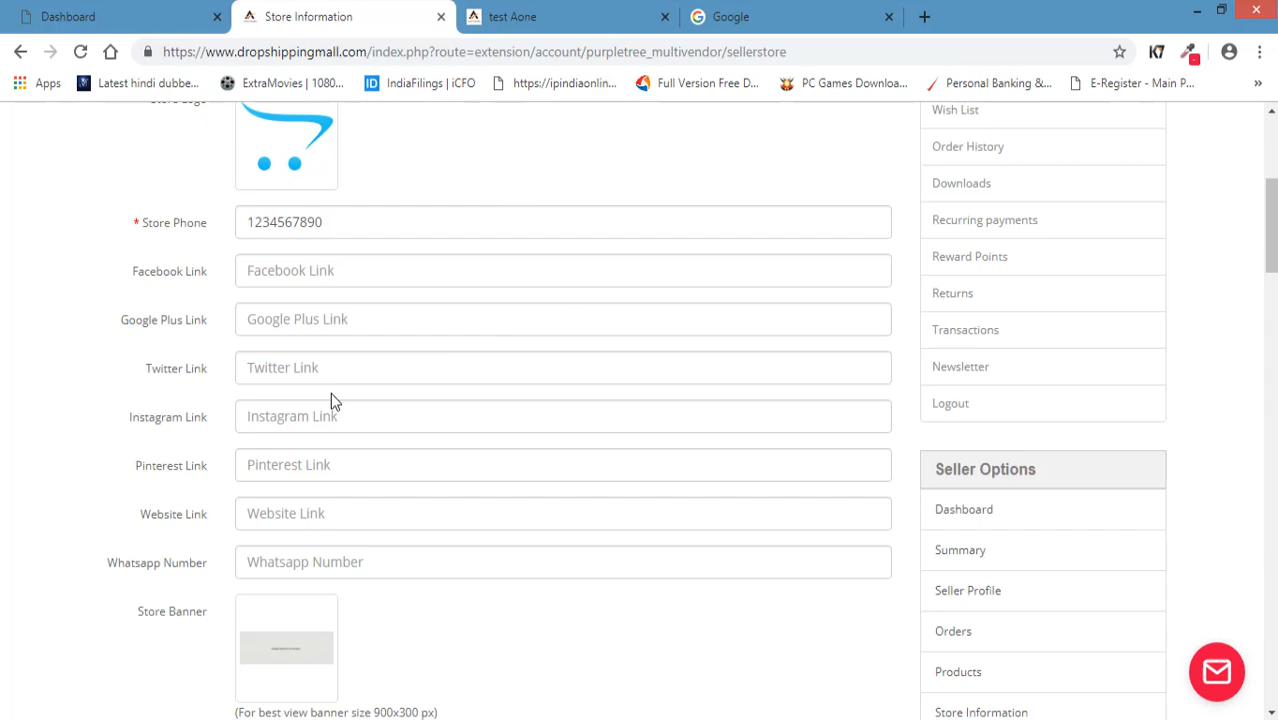 Dashboard
Store Information
test Aone
Google
https://www.dropshippingmall.com/index.php?route=extension/account/purpletree_multivendor/sellerstore
K7
Apps
Latest hindi dubbe...
ExtraMovies | 1080...
ID
IndiaFilings | iCFO
https://ipindiaonlin...
Full Version Free D...
PC Games Downloa...
Personal Banking &...
E-Register - Main P...
»
Store Logo
* Store Phone
1234567890
Facebook Link
Facebook Link
Google Plus Link
Google Plus Link
Twitter Link
Twitter Link
Instagram Link
Instagram Link
Pinterest Link
Pinterest Link
Website Link
Website Link
Whatsapp Number
Whatsapp Number
Store Banner
(For best view banner size 900x300 px)
Wish List
Order History
Downloads
Recurring payments
Reward Points
Returns
Transactions
Newsletter
Logout
Seller Options
Dashboard
Summary
Seller Profile
Orders
Products
Store Information